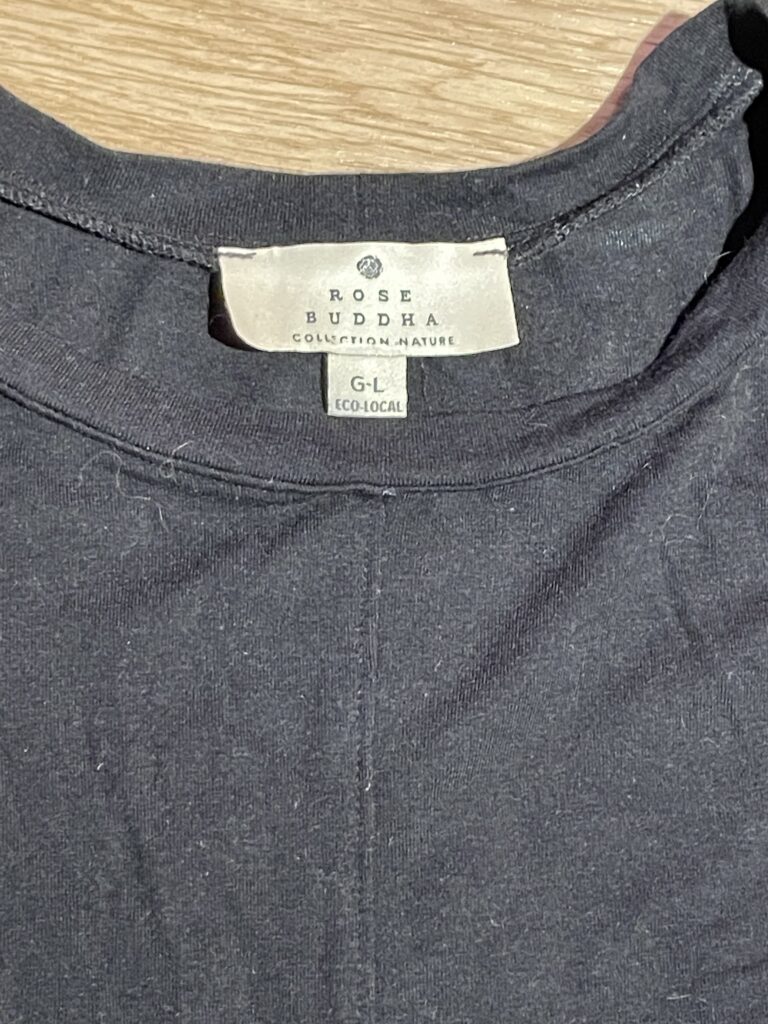 ROSE
BUDDHA
COLLECTION NATURE
G-L
ECO-LOCAL